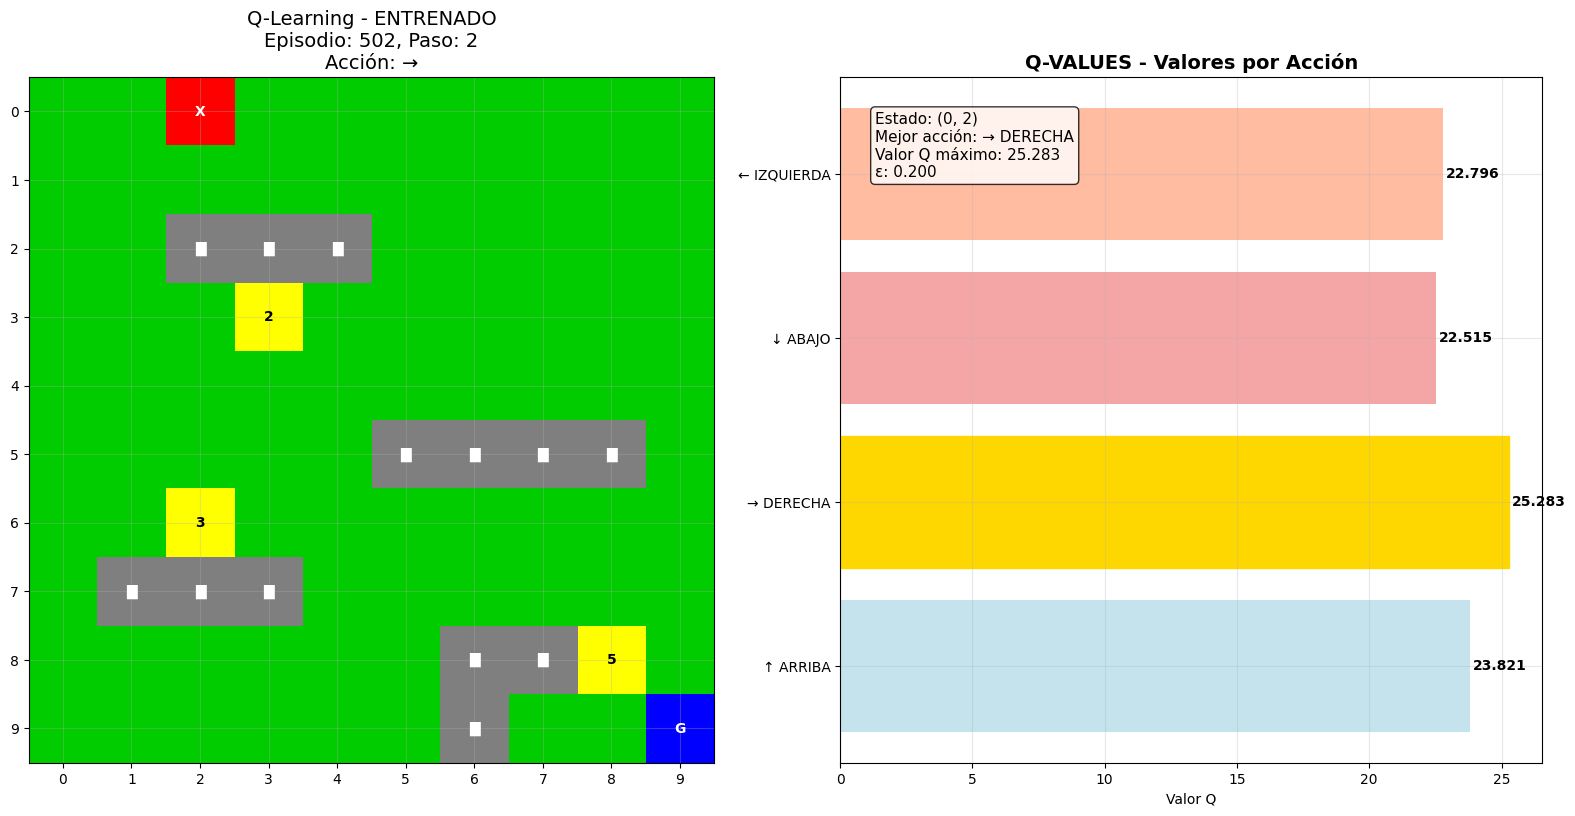 Q-Learning - ENTRENADO
Episodio: 502, Paso: 2
Acción: →
0
1
2
3
4
5
6
7
8
9
X
2
3
5
G
0 1 2 3 4 5 6 7 8 9
Q-VALUES - Valores por Acción
Estado: (0, 2)
Mejor acción: → DERECHA
Valor Q máximo: 25.283
ε: 0.200
← IZQUIERDA
22.796
↓ ABAJO
22.515
→ DERECHA
25.283
↑ ARRIBA
23.821
0 5 10 15 20 25
Valor Q